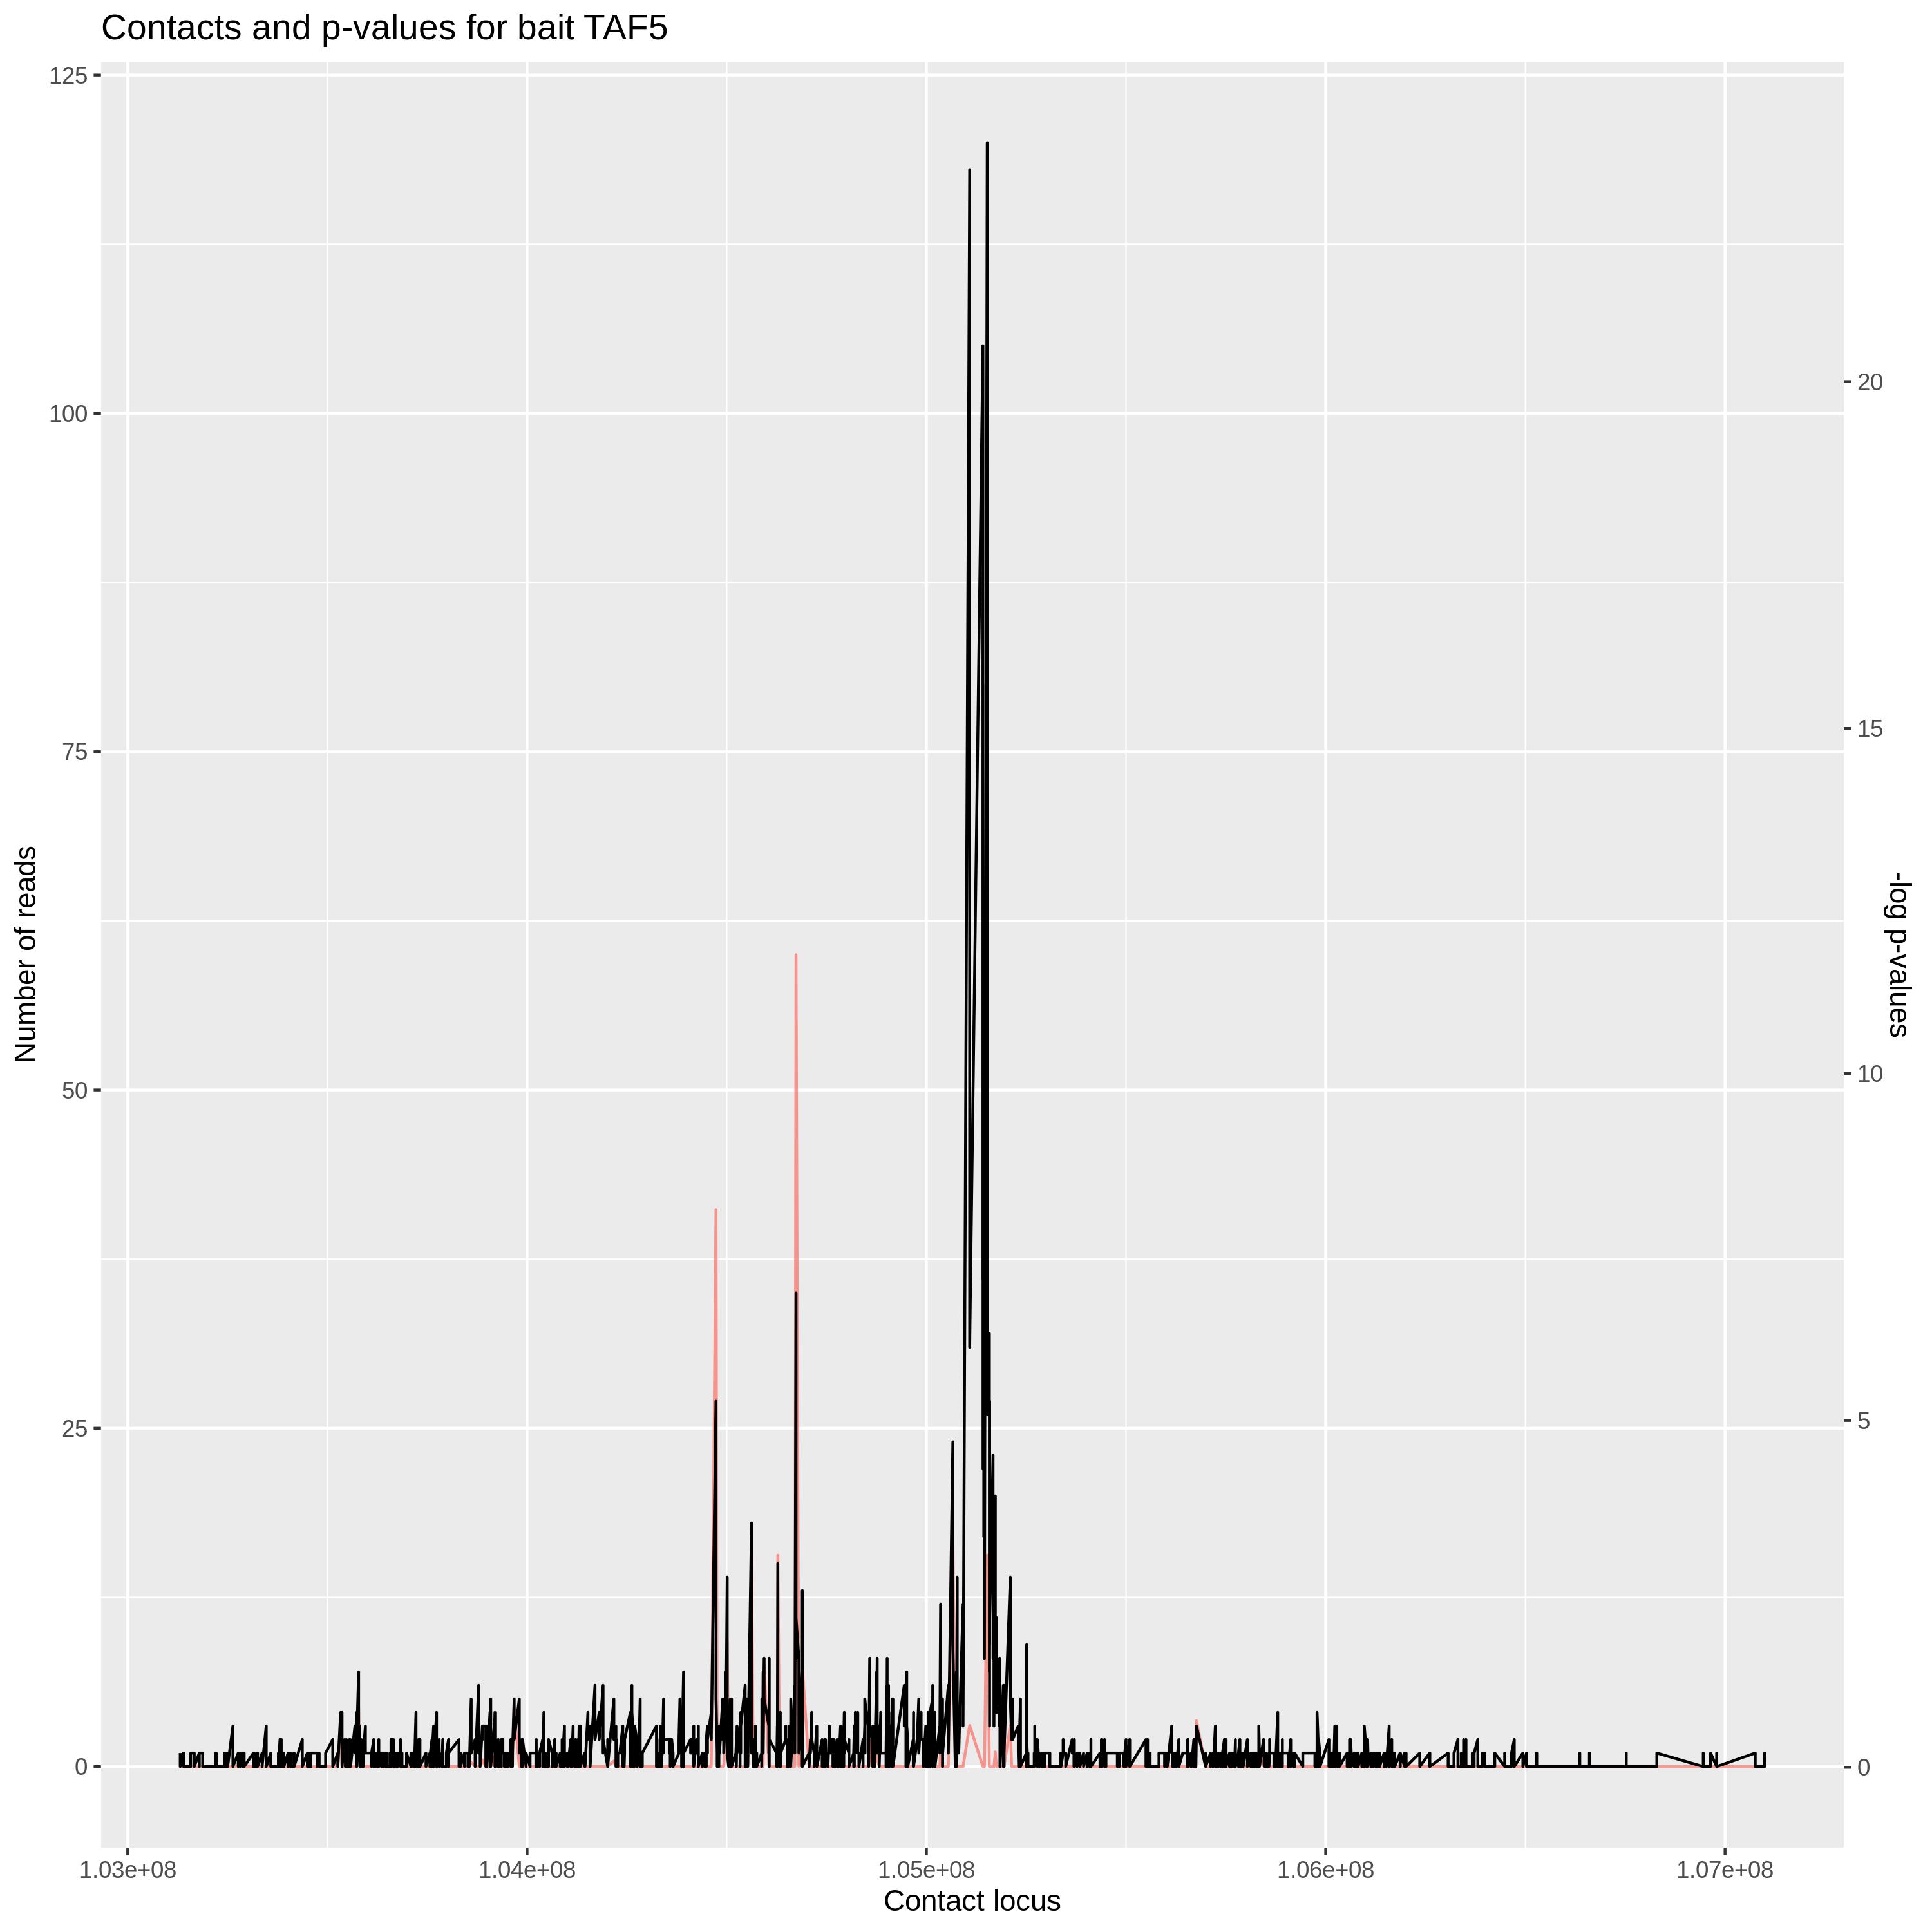 Contacts and p-values for bait TAF5
125
100
75
50
25
0
Number of reads
20
15
10
5
0
-log p-values
1.03e+08 1.04e+08 1.05e+08 1.06e+08 1.07e+08
Contact locus